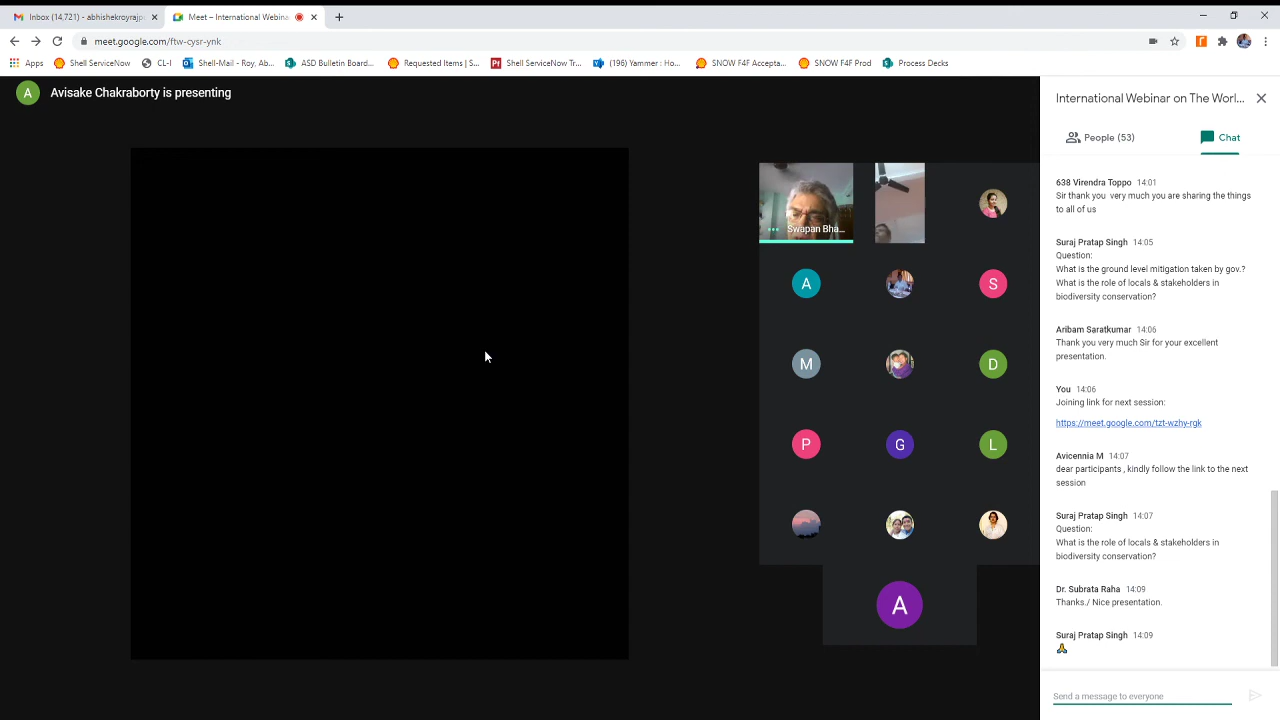 Inbox (14,721) - abhishekroyrajp
Meet – International Webina
meet.google.com/ftw-cysr-ynk
Apps
Shell ServiceNow
CL-I
Shell-Mail - Roy, Ab...
ASD Bulletin Board...
Requested Items | S...
Shell ServiceNow Tr...
(196) Yammer : Ho...
SNOW F4F Accepta...
SNOW F4F Prod
Process Decks
A
Avisake Chakraborty is presenting
Swapan Bha...
A
S
M
D
P
G
L
A
International Webinar on The Worl...
People (53)
Chat
638 Virendra Toppo 14:01
Sir thank you very much you are sharing the things
to all of us
Suraj Pratap Singh 14:05
Question:
What is the ground level mitigation taken by gov.?
What is the role of locals & stakeholders in
biodiversity conservation?
Aribam Saratkumar 14:06
Thank you very much Sir for your excellent
presentation.
You 14:06
Joining link for next session:
https://meet.google.com/tzt-wzhy-rgk
Avicennia M 14:07
dear participants , kindly follow the link to the next
session
Suraj Pratap Singh 14:07
Question:
What is the role of locals & stakeholders in
biodiversity conservation?
Dr. Subrata Raha 14:09
Thanks./ Nice presentation.
Suraj Pratap Singh 14:09
🙏
Send a message to everyone